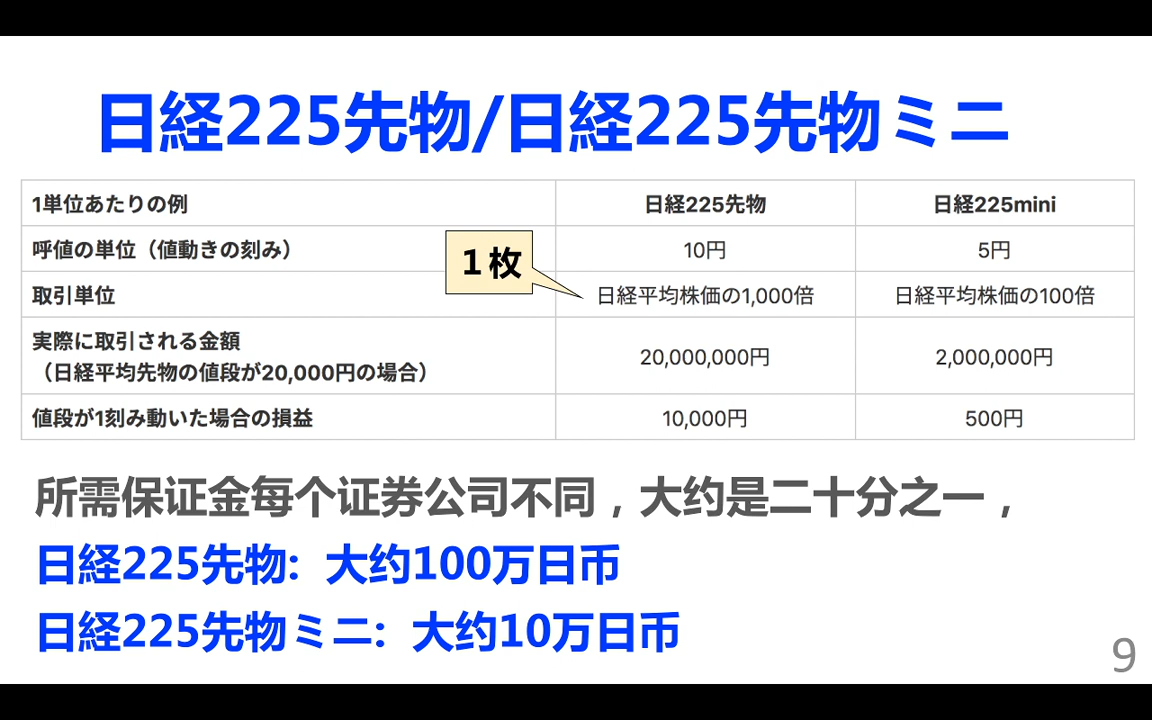 日経225先物/日経225先物ミニ
1単位あたりの例 日経225先物 日経225mini
呼値の単位（値動きの刻み） 10円 5円
1枚
取引単位 日経平均株価の1,000倍 日経平均株価の100倍
実際に取引される金額
（日経平均先物の値段が20,000円の場合） 20,000,000円 2,000,000円
値段が1刻み動いた場合の損益 10,000円 500円
所需保证金每个证券公司不同，大约是二十分之一，
日経225先物: 大约100万日币
日経225先物ミニ: 大约10万日币
9